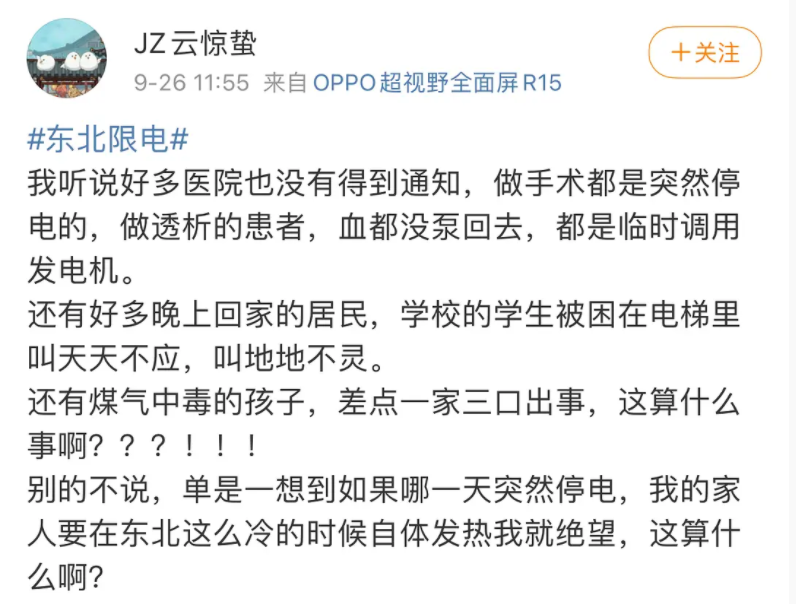 JZ云惊蛰
+关注
9-26 11:55 来自 OPPO超视野全面屏R15
#东北限电#
我听说好多医院也没有得到通知，做手术都是突然停
电的，做透析的患者，血都没泵回去，都是临时调用
发电机。
还有好多晚上回家的居民，学校的学生被困在电梯里
叫天天不应，叫地地不灵。
还有煤气中毒的孩子，差点一家三口出事，这算什么
事啊？？？！！！
别的不说，单是一想到如果哪一天突然停电，我的家
人要在东北这么冷的时候自体发热我就绝望，这算什
么啊？